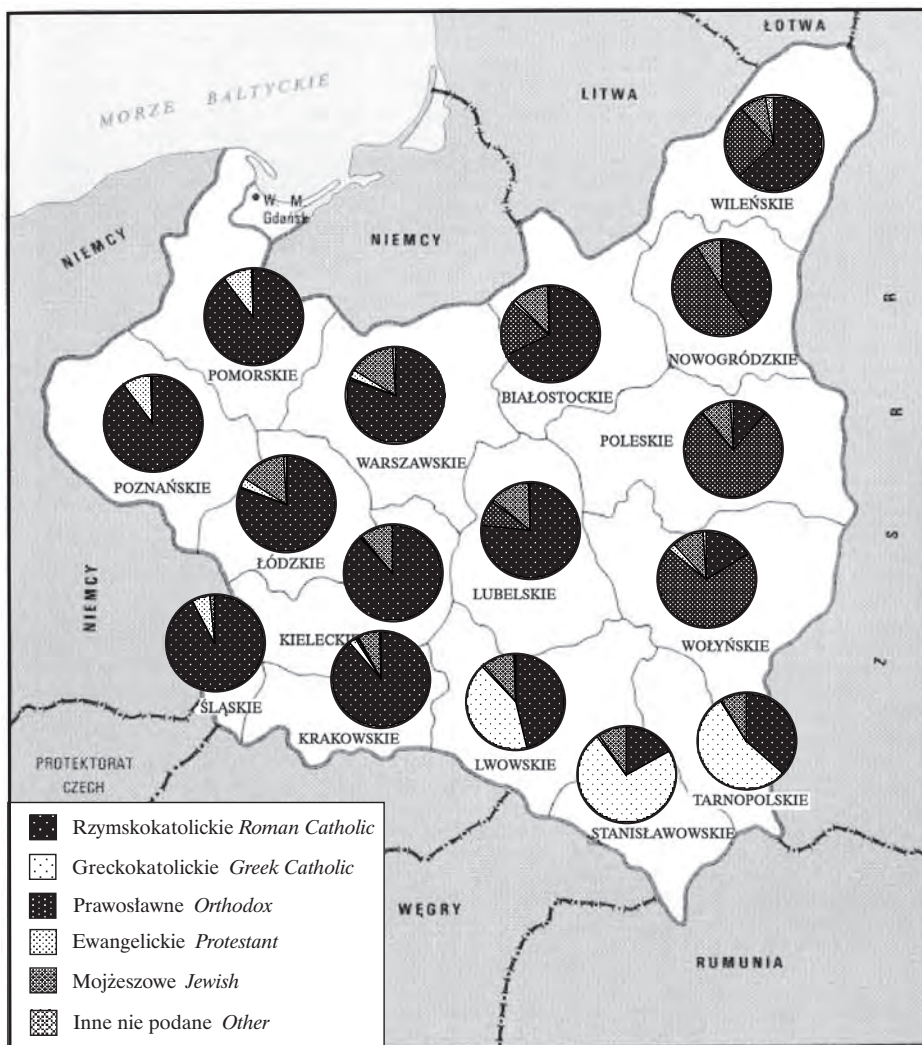 ŁOTWA
MORZE BAŁTYCKIE
LITWA
WILEŃSKIE
W. M.
Gdańsk
NIEMCY
NIEMCY
POMORSKIE
NOWOGRÓDZKIE
BIAŁOSTOCKIE
POLESKIE
WARSZAWSKIE
POZNAŃSKIE
ŁÓDZKIE
LUBELSKIE
WOŁYŃSKIE
Z S R R
NIEMCY
KIELECKIE
ŚLĄSKIE
KRAKOWSKIE
LWOWSKIE
TARNOPOLSKIE
STANISŁAWOWSKIE
PROTEKTORAT
CZECH
WĘGRY
RUMUNIA
Rzymskokatolickie Roman Catholic
Greckokatolickie Greek Catholic
Prawosławne Orthodox
Ewangelickie Protestant
Mojżeszowe Jewish
Inne nie podane Other